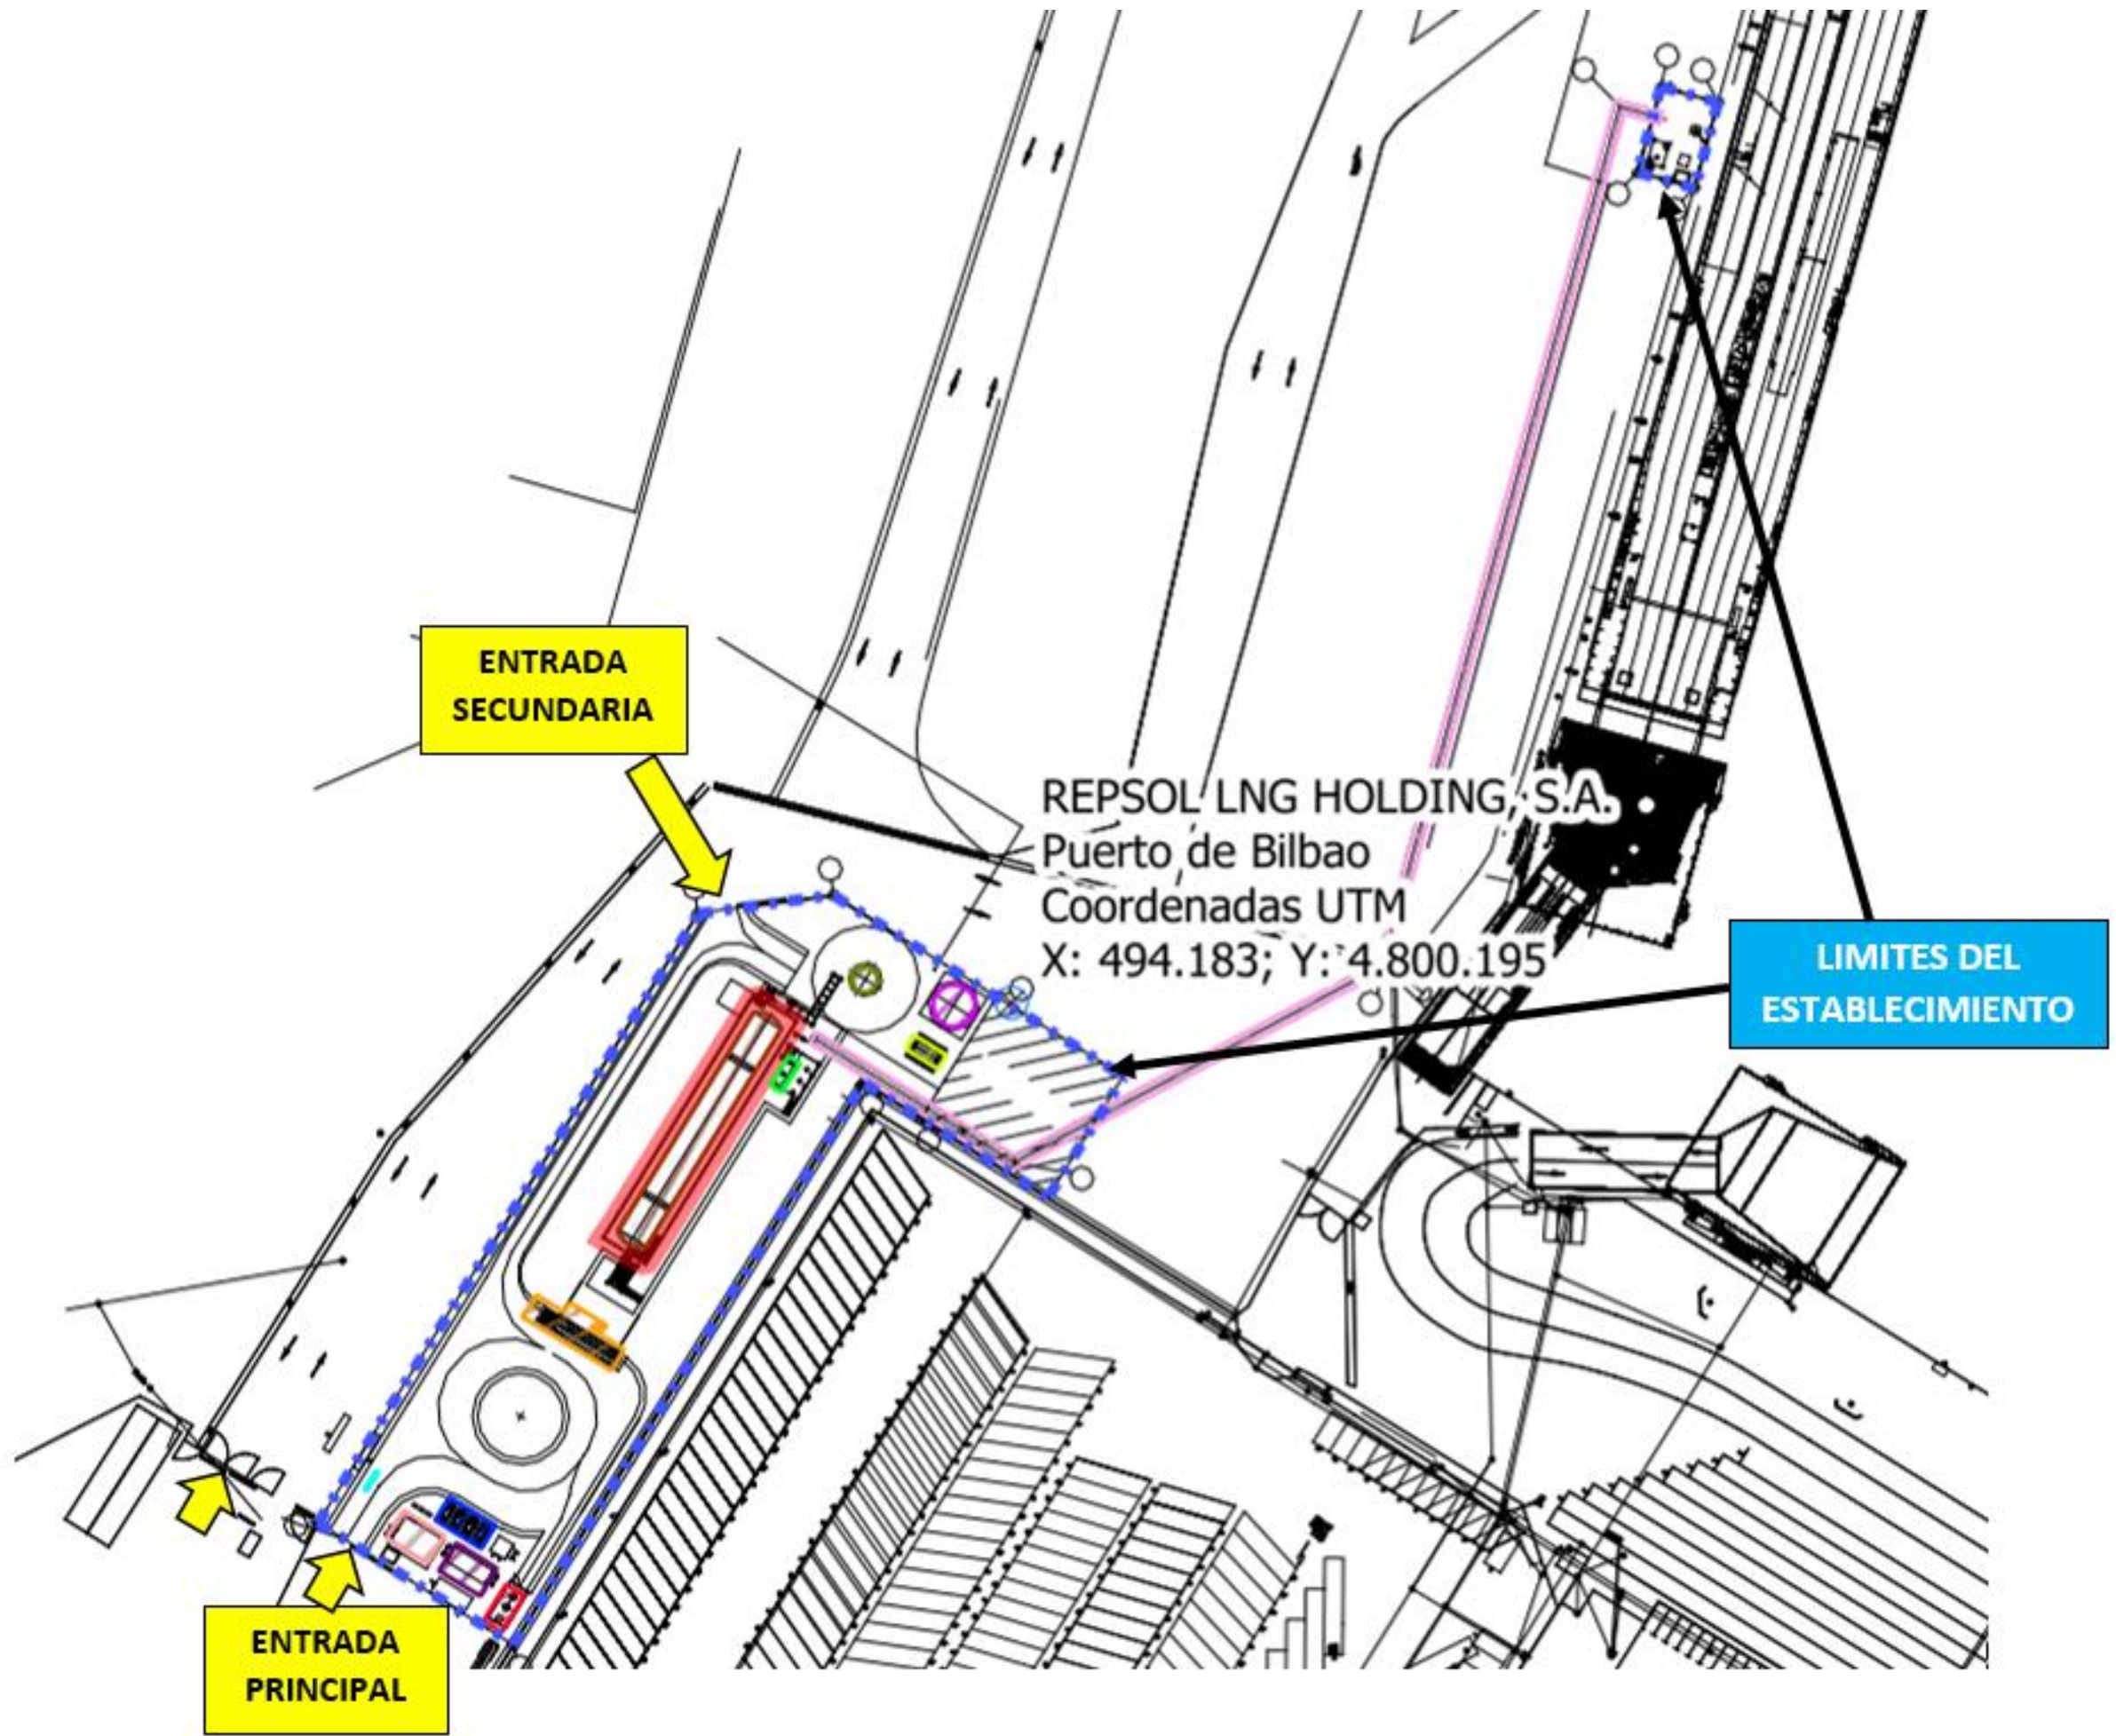 ENTRADA
SECUNDARIA
REPSOL LNG HOLDING, S.A.
Puerto de Bilbao
Coordenadas UTM
X: 494.183; Y: 4.800.195
LIMITES DEL
ESTABLECIMIENTO
ENTRADA
PRINCIPAL